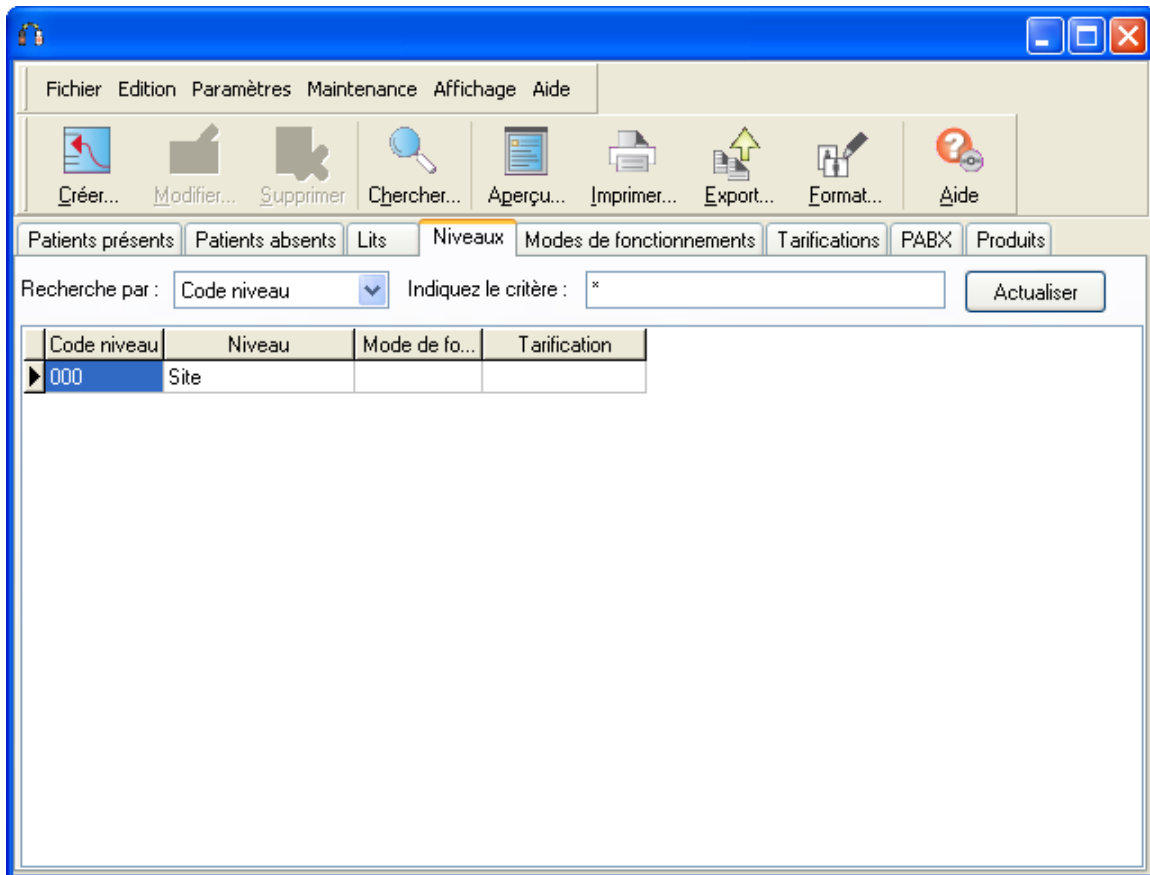 Fichier Edition Paramètres Maintenance Affichage Aide
Créer... Modifier... Supprimer Chercher... Aperçu... Imprimer... Export... Format... Aide
Patients présents Patients absents Lits Niveaux Modes de fonctionnements Tarifications PABX Produits
Recherche par : Code niveau Indiquez le critère : * Actualiser
Code niveau Niveau Mode de fo... Tarification
000 Site